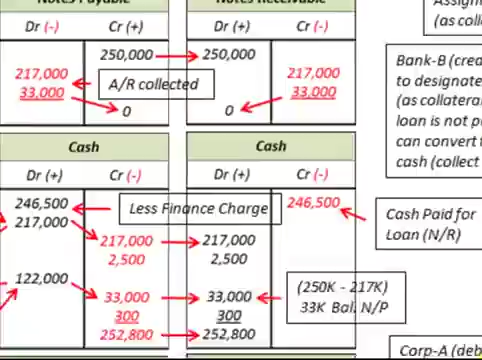 Notes Payable
Notes Receivable
Dr (-) Cr (+)
Dr (+) Cr (-)
250,000
250,000
217,000
33,000
A/R collected
0
217,000
33,000
0
Cash
Cash
Dr (+) Cr (-)
Dr (+) Cr (-)
246,500
217,000
Less Finance Charge
246,500
217,000
2,500
217,000
2,500
122,000
33,000
300
252,800
33,000
300
252,800
(as coll
Bank-B (crea
to designate
(as collatera
loan is not p
can convert
cash (collect
Cash Paid for
Loan (N/R)
(250K - 217K)
33K Bal. N/P
Corp-A (deb